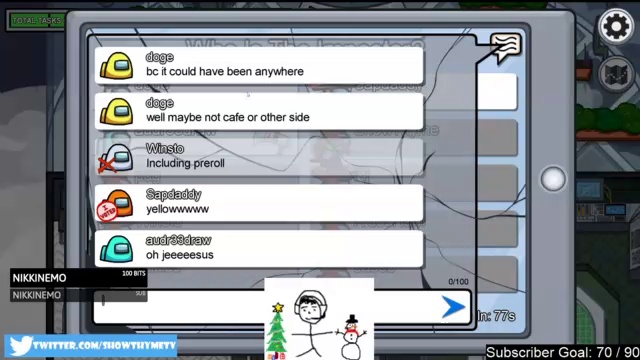 TOTAL TASKS
Who Is The Impostor?
doge
bc it could have been anywhere
doge
well maybe not cafe or other side
Winsto
Including preroll
Sapdaddy
I VOTED
yellowwwww
audr33draw
oh jeeeeesus
0/100
In: 77s
NIKKINEMO
100 BITS
NIKKINEMO
SUB
TWITTER.COM/SHOWTHYMETV
Subscriber Goal: 70 / 90